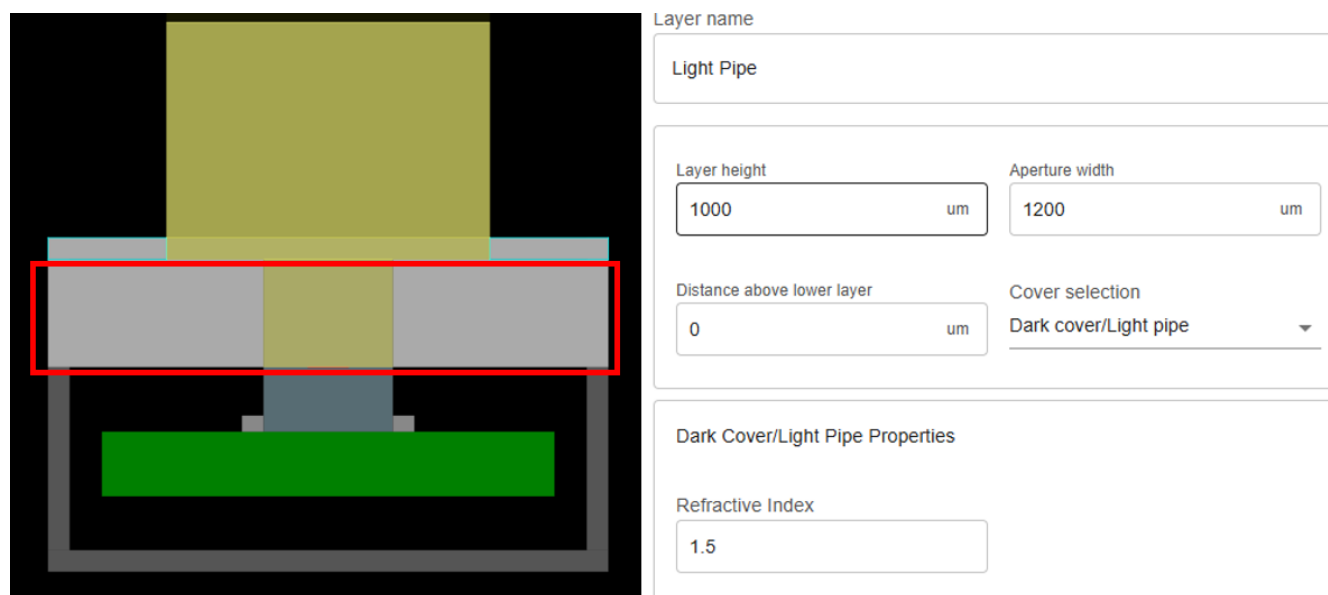 Layer name
Light Pipe
Layer height
Aperture width
1000 um
1200 um
Distance above lower layer
Cover selection
0 um
Dark cover/Light pipe
Dark Cover/Light Pipe Properties
Refractive Index
1.5